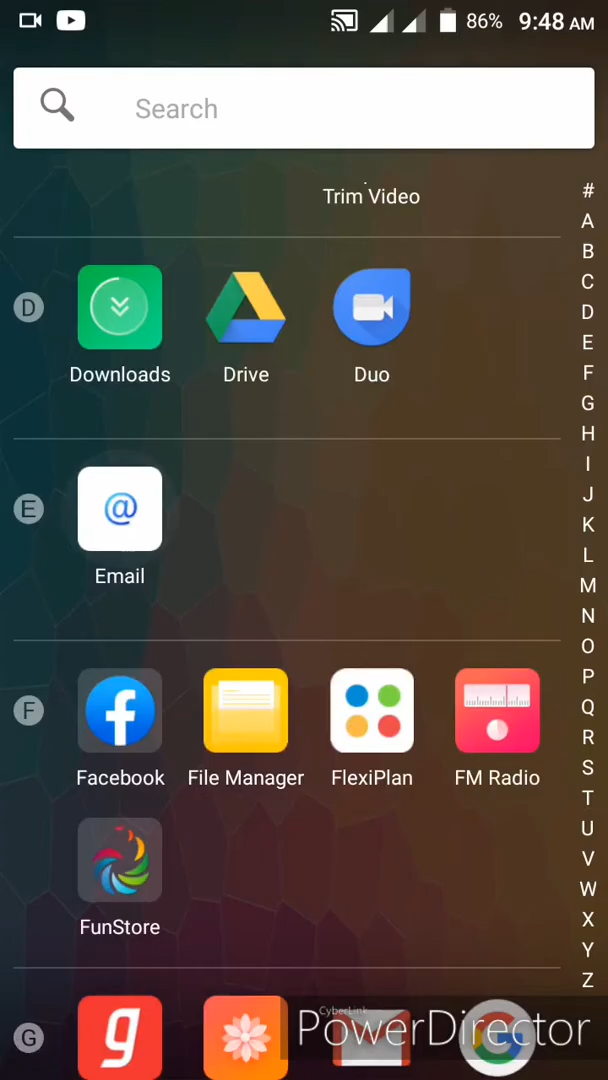 86% 9:48 AM
Search
Trim Video
#
A
B
C
D
E
F
G
H
I
J
K
L
M
N
O
P
Q
R
S
T
U
V
W
X
Y
Z
D
Downloads Drive Duo
E
@
Email
F
Facebook File Manager FlexiPlan FM Radio
FunStore
G
g
CyberLink
PowerDirector